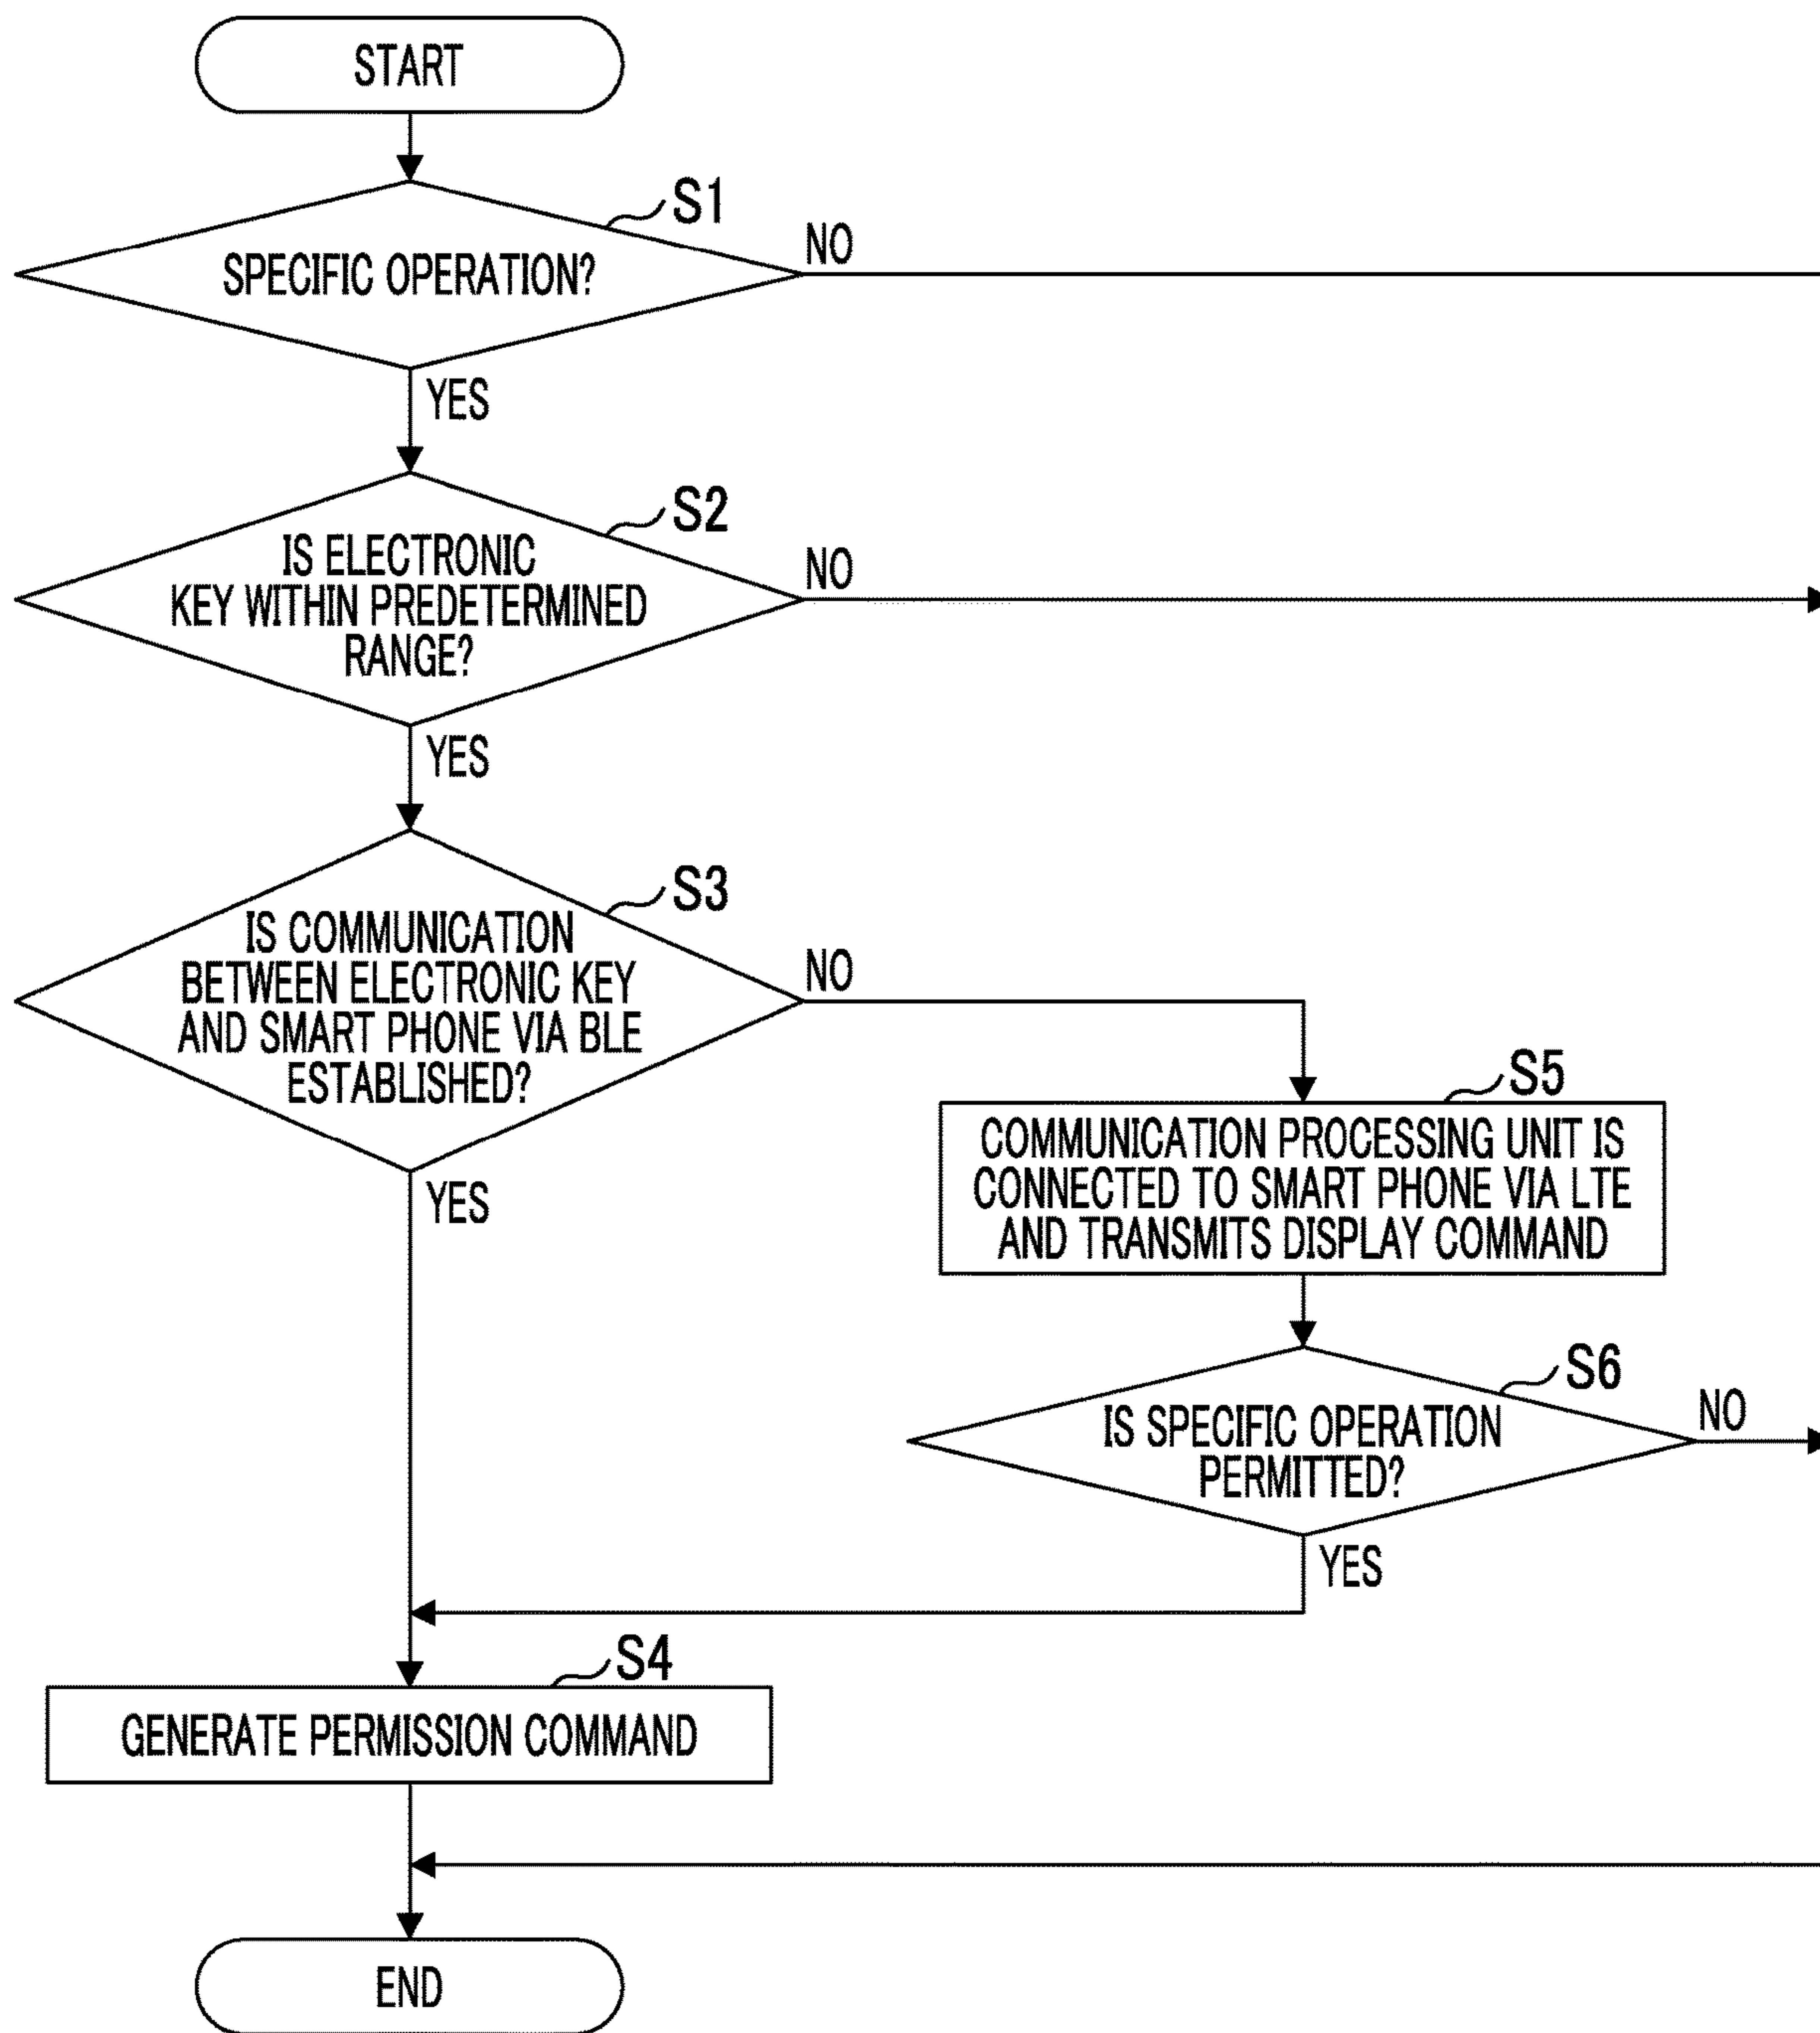 START
S1
SPECIFIC OPERATION?
NO
YES
S2
IS ELECTRONIC
KEY WITHIN PREDETERMINED
RANGE?
NO
YES
S3
IS COMMUNICATION
BETWEEN ELECTRONIC KEY
AND SMART PHONE VIA BLE
ESTABLISHED?
NO
YES
S5
COMMUNICATION PROCESSING UNIT IS
CONNECTED TO SMART PHONE VIA LTE
AND TRANSMITS DISPLAY COMMAND
S6
IS SPECIFIC OPERATION
PERMITTED?
NO
YES
S4
GENERATE PERMISSION COMMAND
END